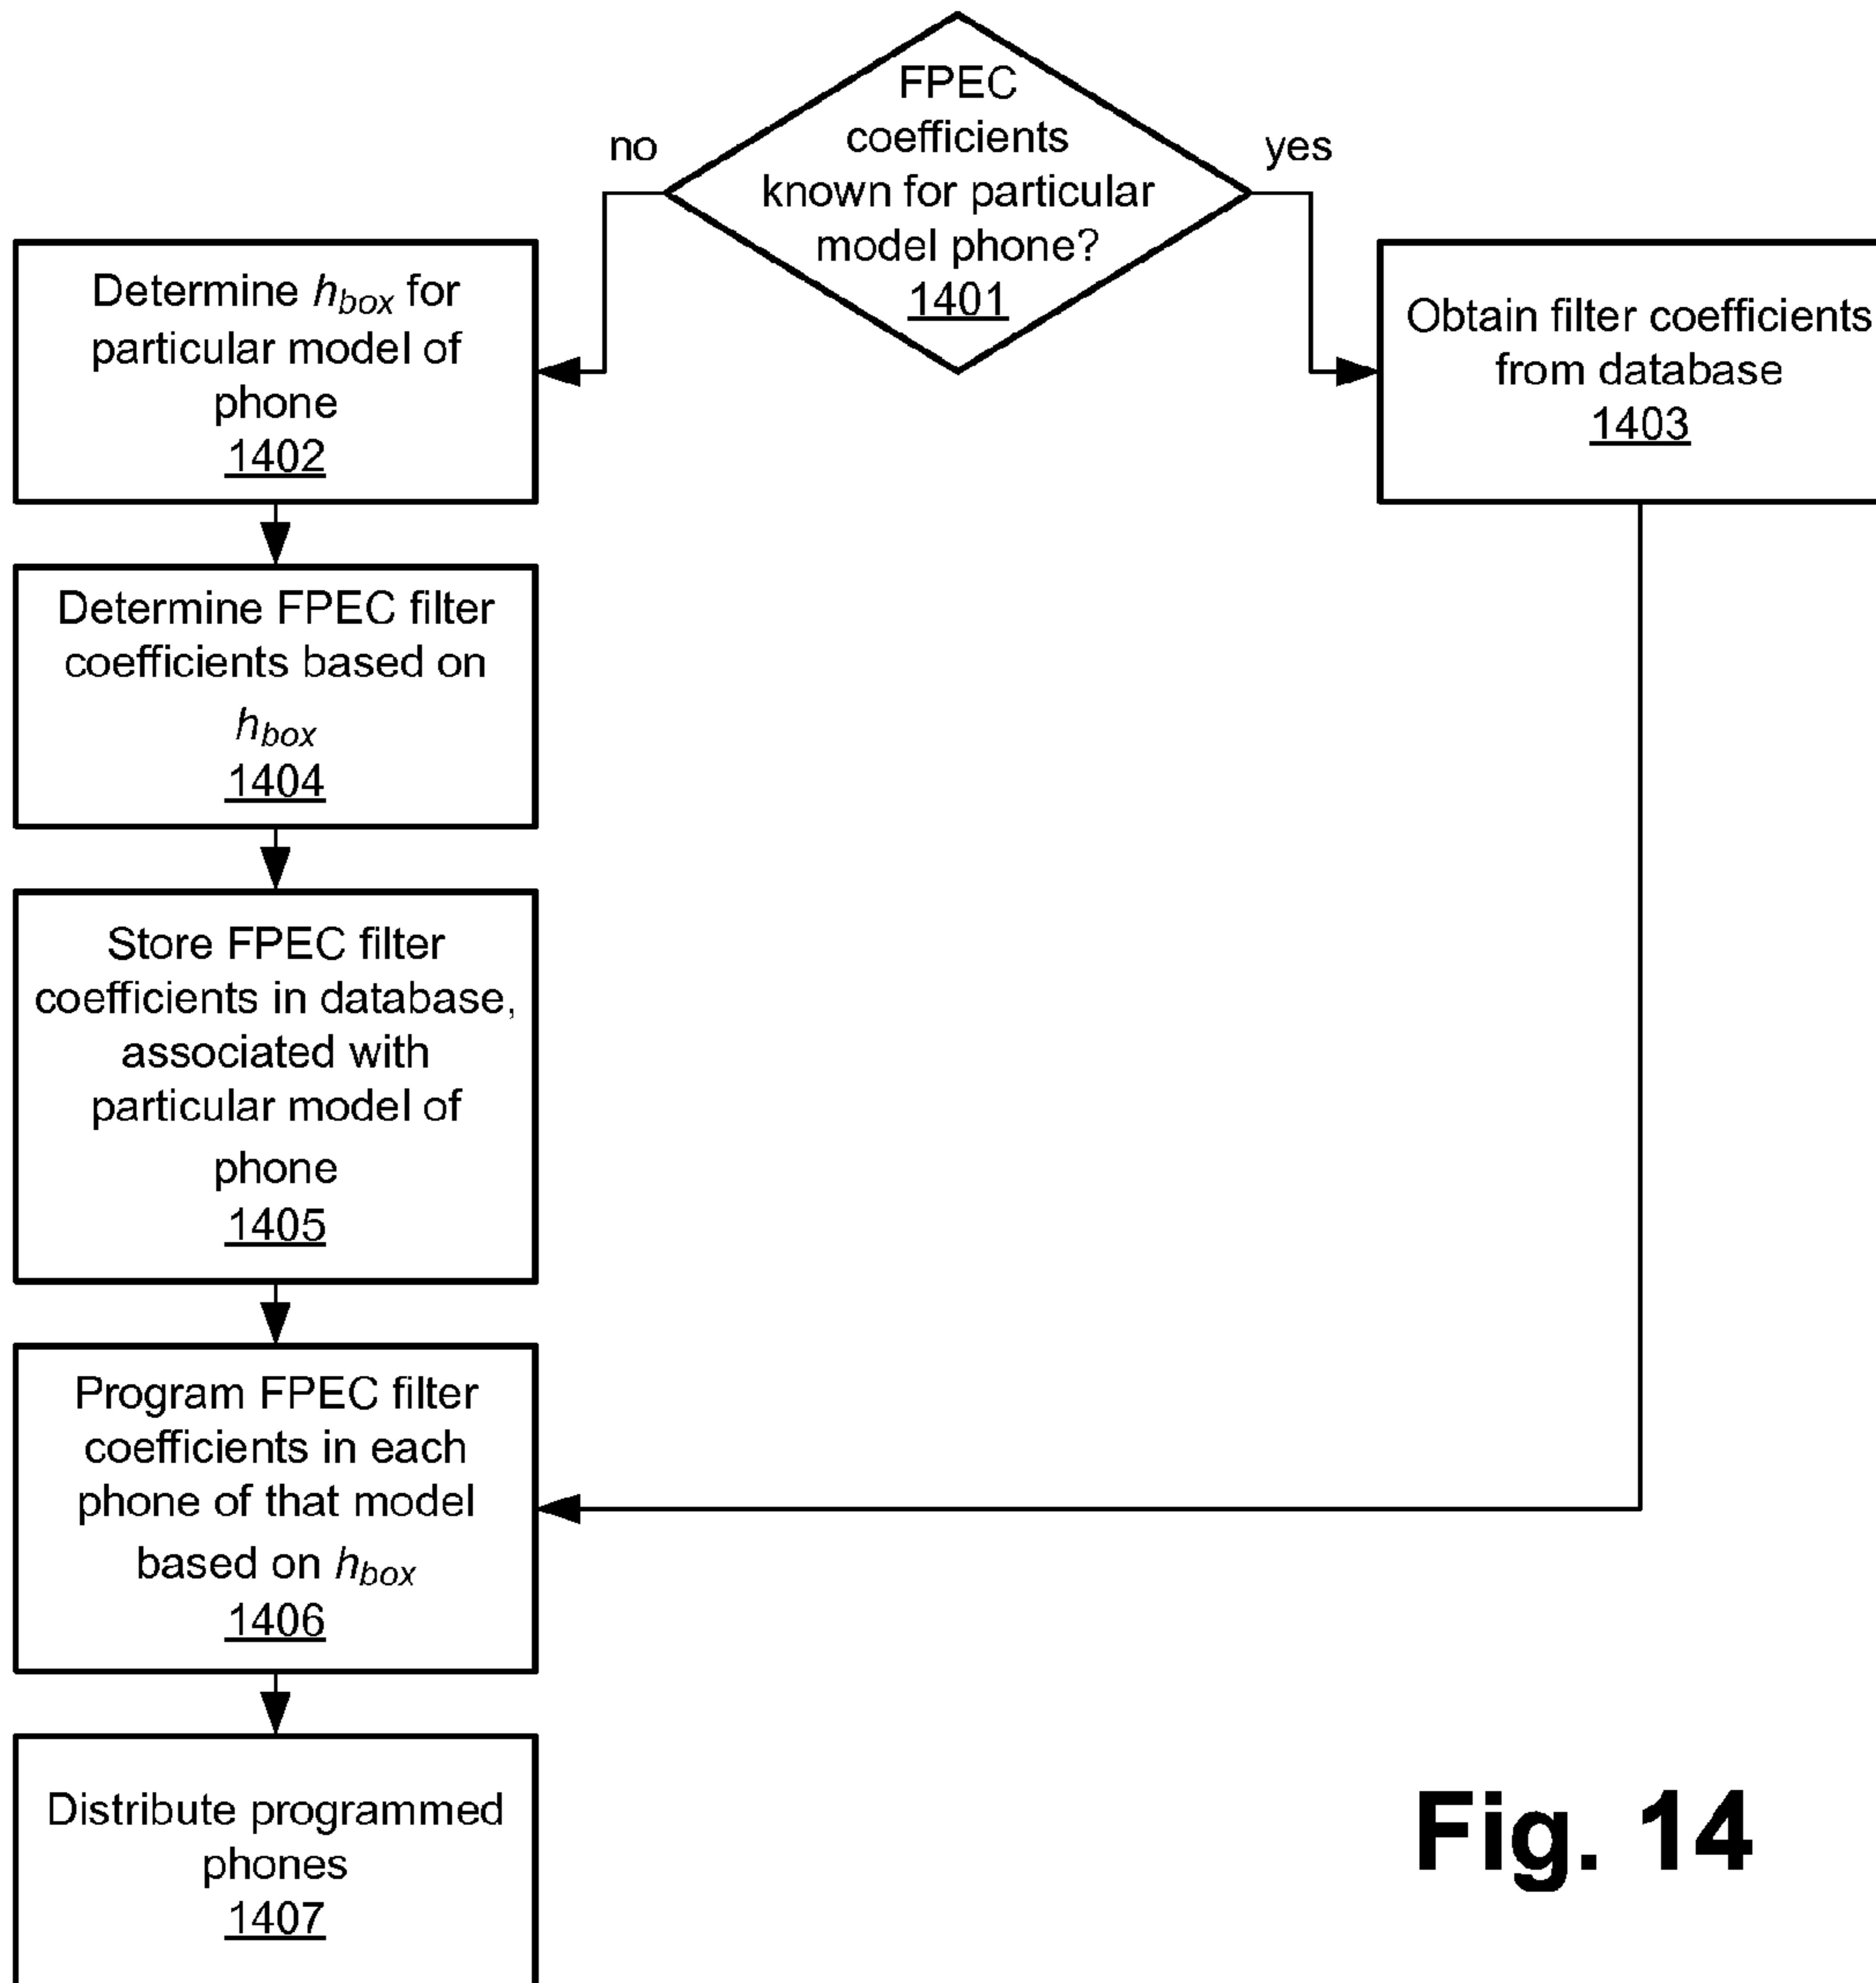 FPEC
coefficients
known for particular
model phone?
1401
no
yes
Determine hbox for
particular model of
phone
1402
Obtain filter coefficients
from database
1403
Determine FPEC filter
coefficients based on
hbox
1404
Store FPEC filter
coefficients in database,
associated with
particular model of
phone
1405
Program FPEC filter
coefficients in each
phone of that model
based on hbox
1406
Distribute programmed
phones
1407
Fig. 14